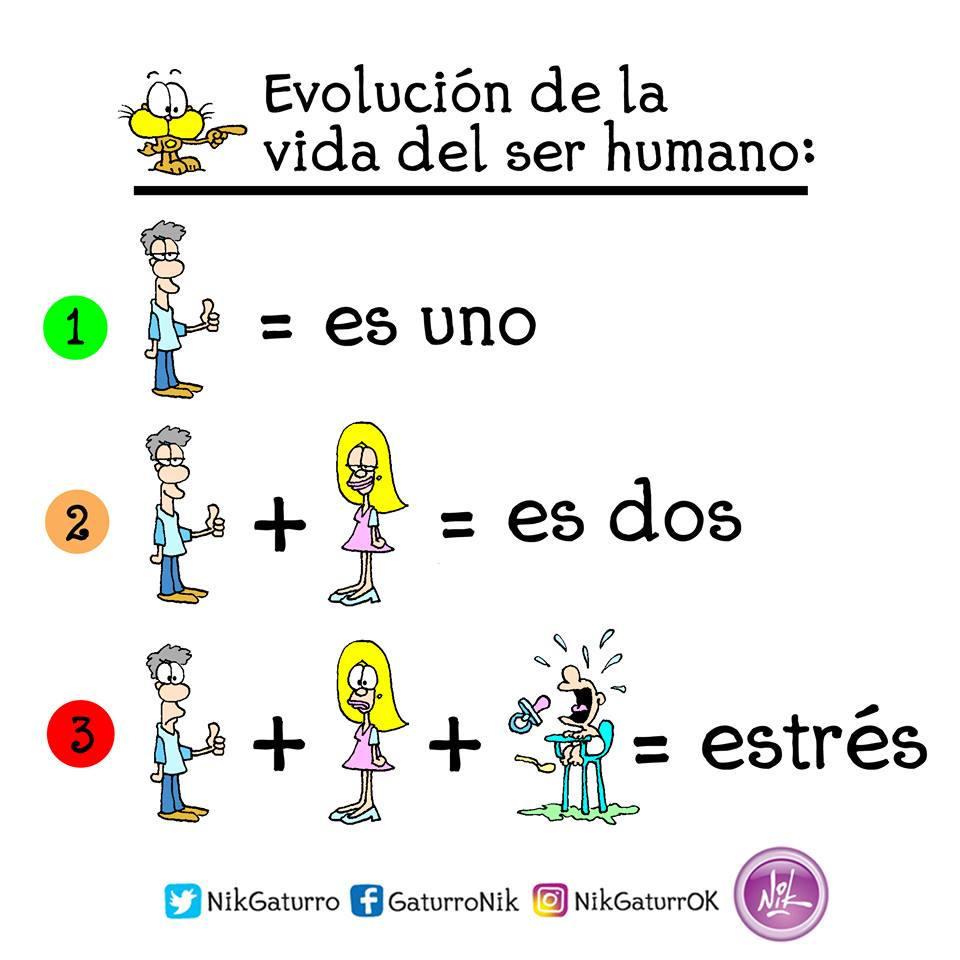 Evolución de la
vida del ser humano:
1 = es uno
2 + = es dos
3 + + = estrés
NikGaturro GaturroNik NikGaturrOK Nik